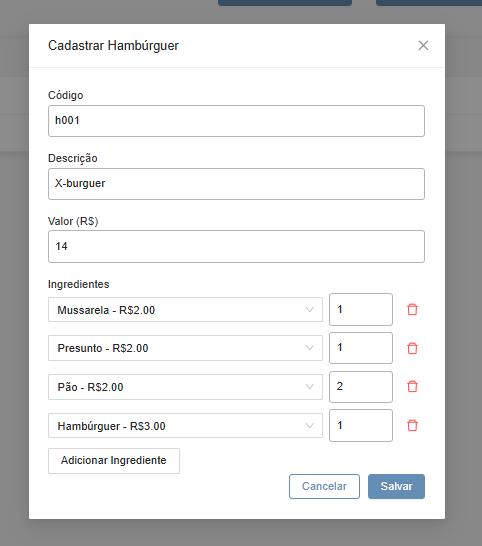 Cadastrar Hambúrguer
Código
h001
Descrição
X-burguer
Valor (R$)
14
Ingredientes
Mussarela - R$2.00 1
Presunto - R$2.00 1
Pão - R$2.00 2
Hambúrguer - R$3.00 1
Adicionar Ingrediente
Cancelar Salvar